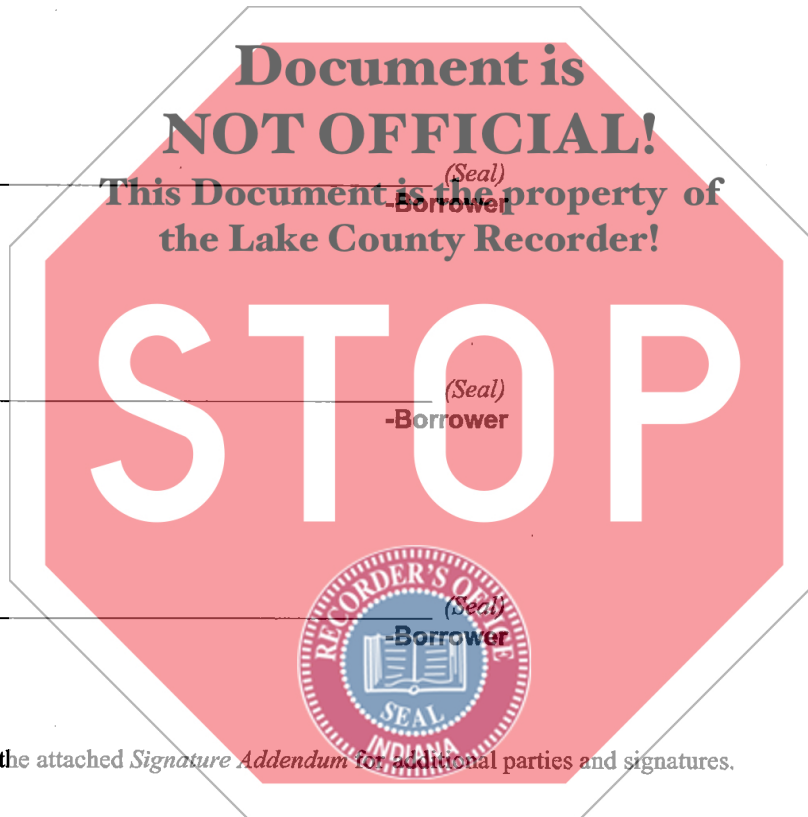 Document is
NOT OFFICIAL!
(Seal)
This Document is the property of
-Borrower
the Lake County Recorder!
STOP
(Seal)
-Borrower
RECORDER'S OFFICE
(Seal)
-Borrower
SEAL
INDIANA
the attached Signature Addendum for additional parties and signatures.